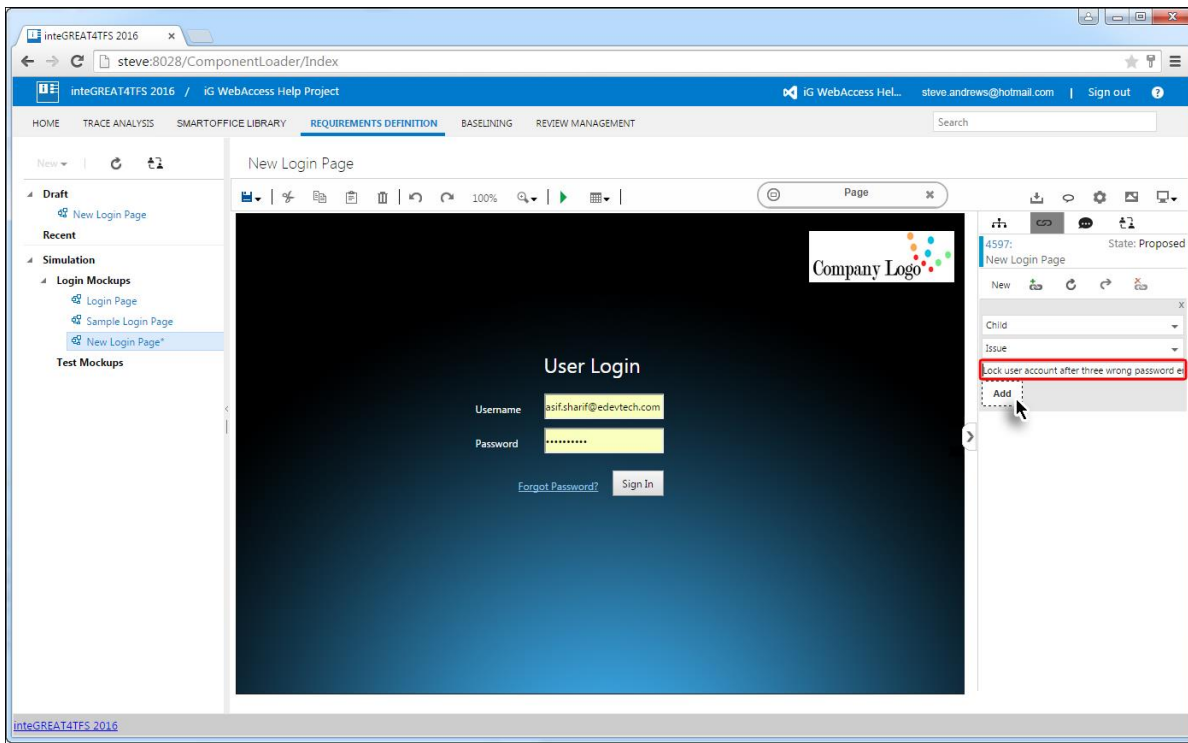 inteGREAT4TFS 2016
steve:8028/ComponentLoader/Index
inteGREAT4TFS 2016 / iG WebAccess Help Project
iG WebAccess Hel... steve.andrews@hotmail.com | Sign out ?
HOME TRACE ANALYSIS SMARTOFFICE LIBRARY REQUIREMENTS DEFINITION BASELINING REVIEW MANAGEMENT Search
New
New Login Page
Draft
New Login Page
Recent
Simulation
Login Mockups
Login Page
Sample Login Page
New Login Page*
Test Mockups
100%
Page
Company Logo
User Login
Username asif.sharif@edevtech.com
Password ••••••••••
Forgot Password? Sign In
4597: State: Proposed
New Login Page
New
x
Child
Issue
Lock user account after three wrong password
Add
inteGREAT4TFS 2016